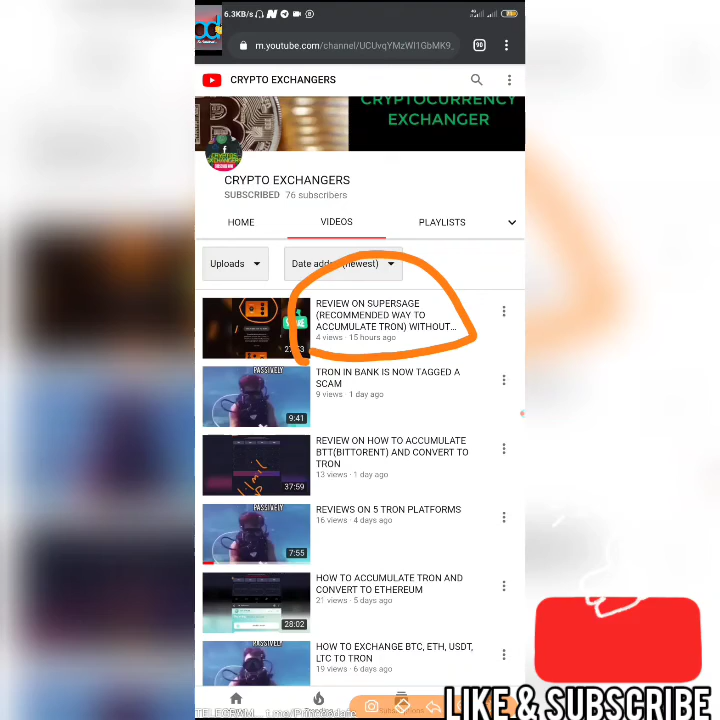 6.3KB/s
m.youtube.com/channel/UCUvqYMzWI1GbMK9_
90
CRYPTO EXCHANGERS
CRYPTOCURRENCY
EXCHANGER
CRYPTO EXCHANGERS
SUBSCRIBED 76 subscribers
HOME VIDEOS PLAYLISTS
Uploads Date added (newest)
REVIEW ON SUPERSAGE
(RECOMMENDED WAY TO
ACCUMULATE TRON) WITHOUT...
4 views · 15 hours ago
PASSIVELY
TRON IN BANK IS NOW TAGGED A
SCAM
9 views · 1 day ago
9:41
REVIEW ON HOW TO ACCUMULATE
BTT(BITTORENT) AND CONVERT TO
TRON
13 views · 1 day ago
37:59
PASSIVELY
REVIEWS ON 5 TRON PLATFORMS
16 views · 4 days ago
7:55
HOW TO ACCUMULATE TRON AND
CONVERT TO ETHEREUM
21 views · 5 days ago
28:02
PASSIVELY
HOW TO EXCHANGE BTC, ETH, USDT,
LTC TO TRON
19 views · 6 days ago
LIKE & SUBSCRIBE